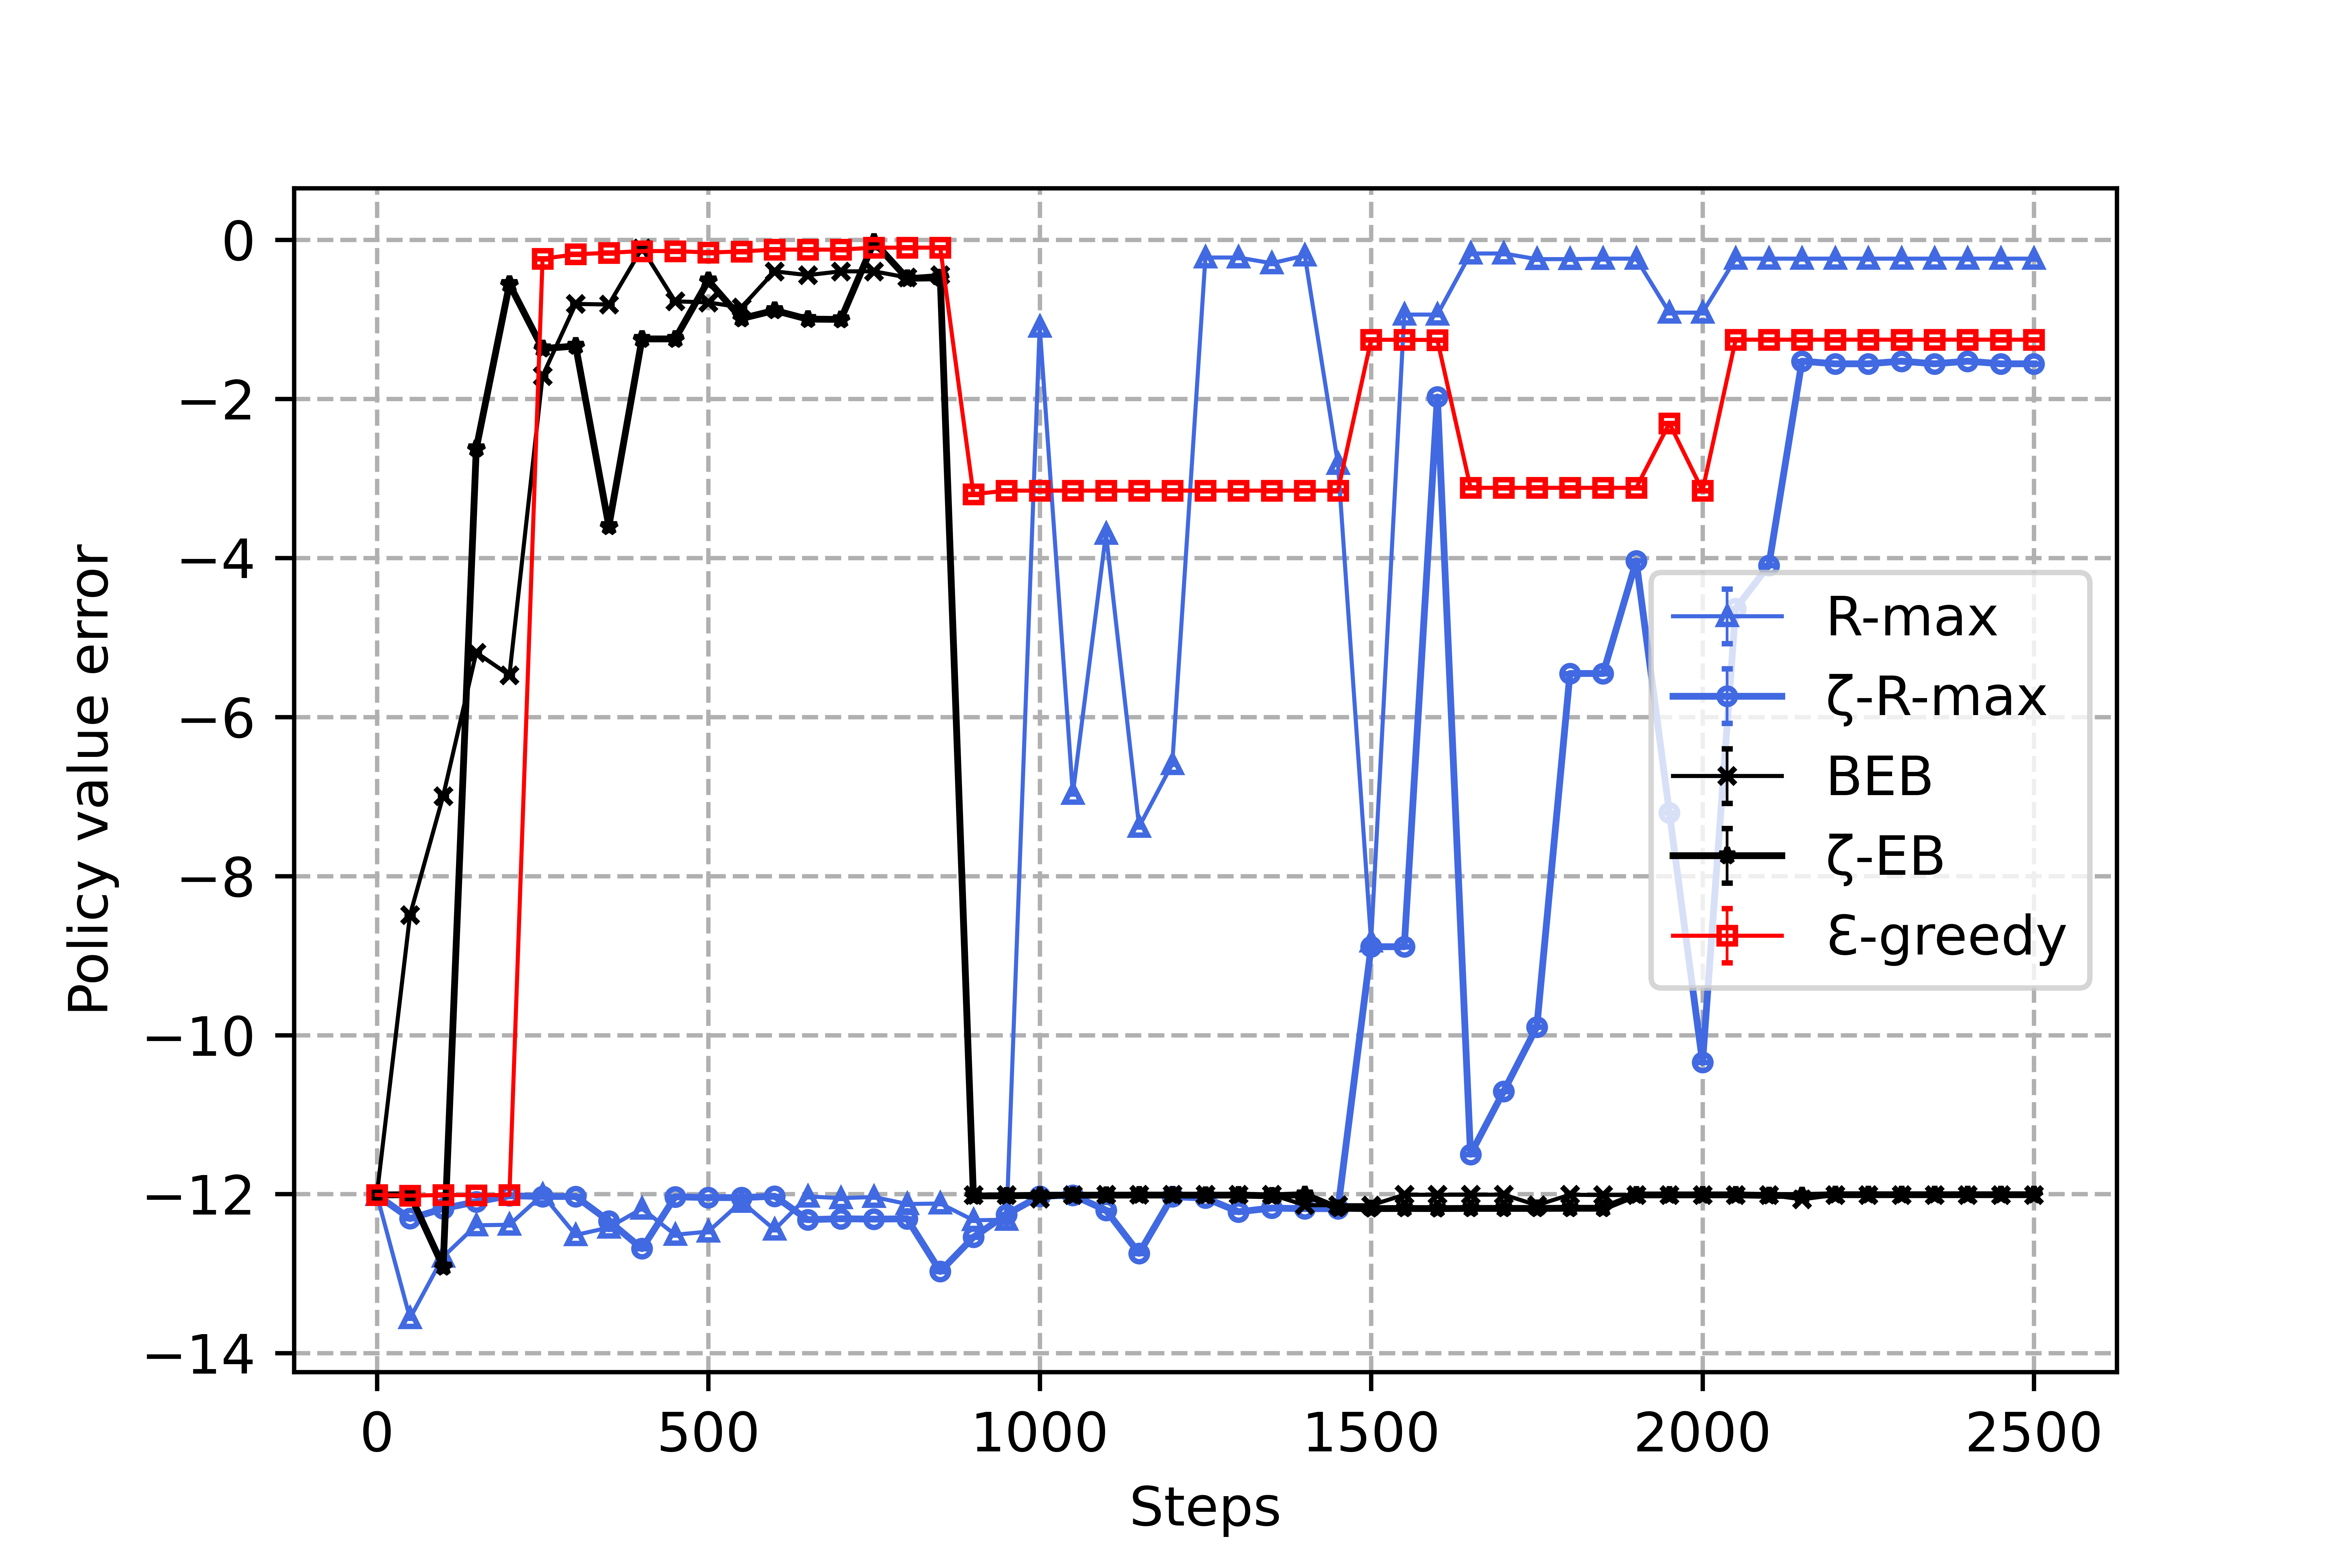 0
−2
−4
−6
−8
−10
−12
−14
Policy value error
0 500 1000 1500 2000 2500
Steps
R-max
ζ-R-max
BEB
ζ-EB
Ɛ-greedy